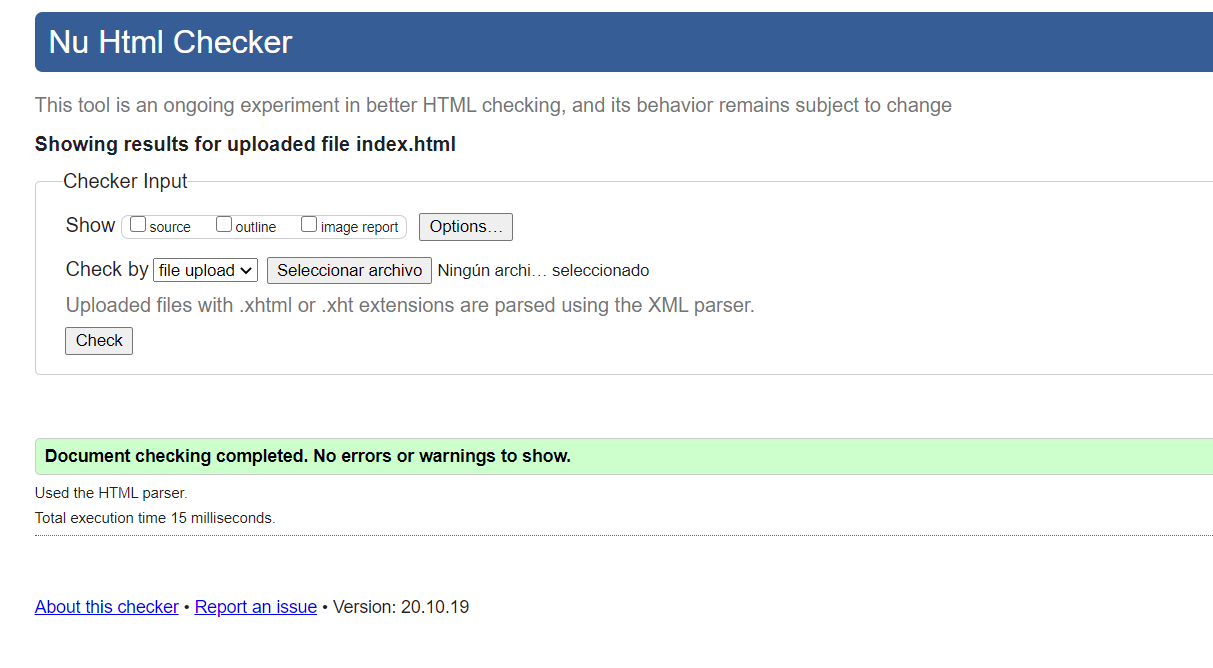 Nu Html Checker
This tool is an ongoing experiment in better HTML checking, and its behavior remains subject to change
Showing results for uploaded file index.html
Checker Input
Show source outline image report Options…
Check by file upload Seleccionar archivo Ningún archi… seleccionado
Uploaded files with .xhtml or .xht extensions are parsed using the XML parser.
Check
Document checking completed. No errors or warnings to show.
Used the HTML parser.
Total execution time 15 milliseconds.
About this checker • Report an issue • Version: 20.10.19